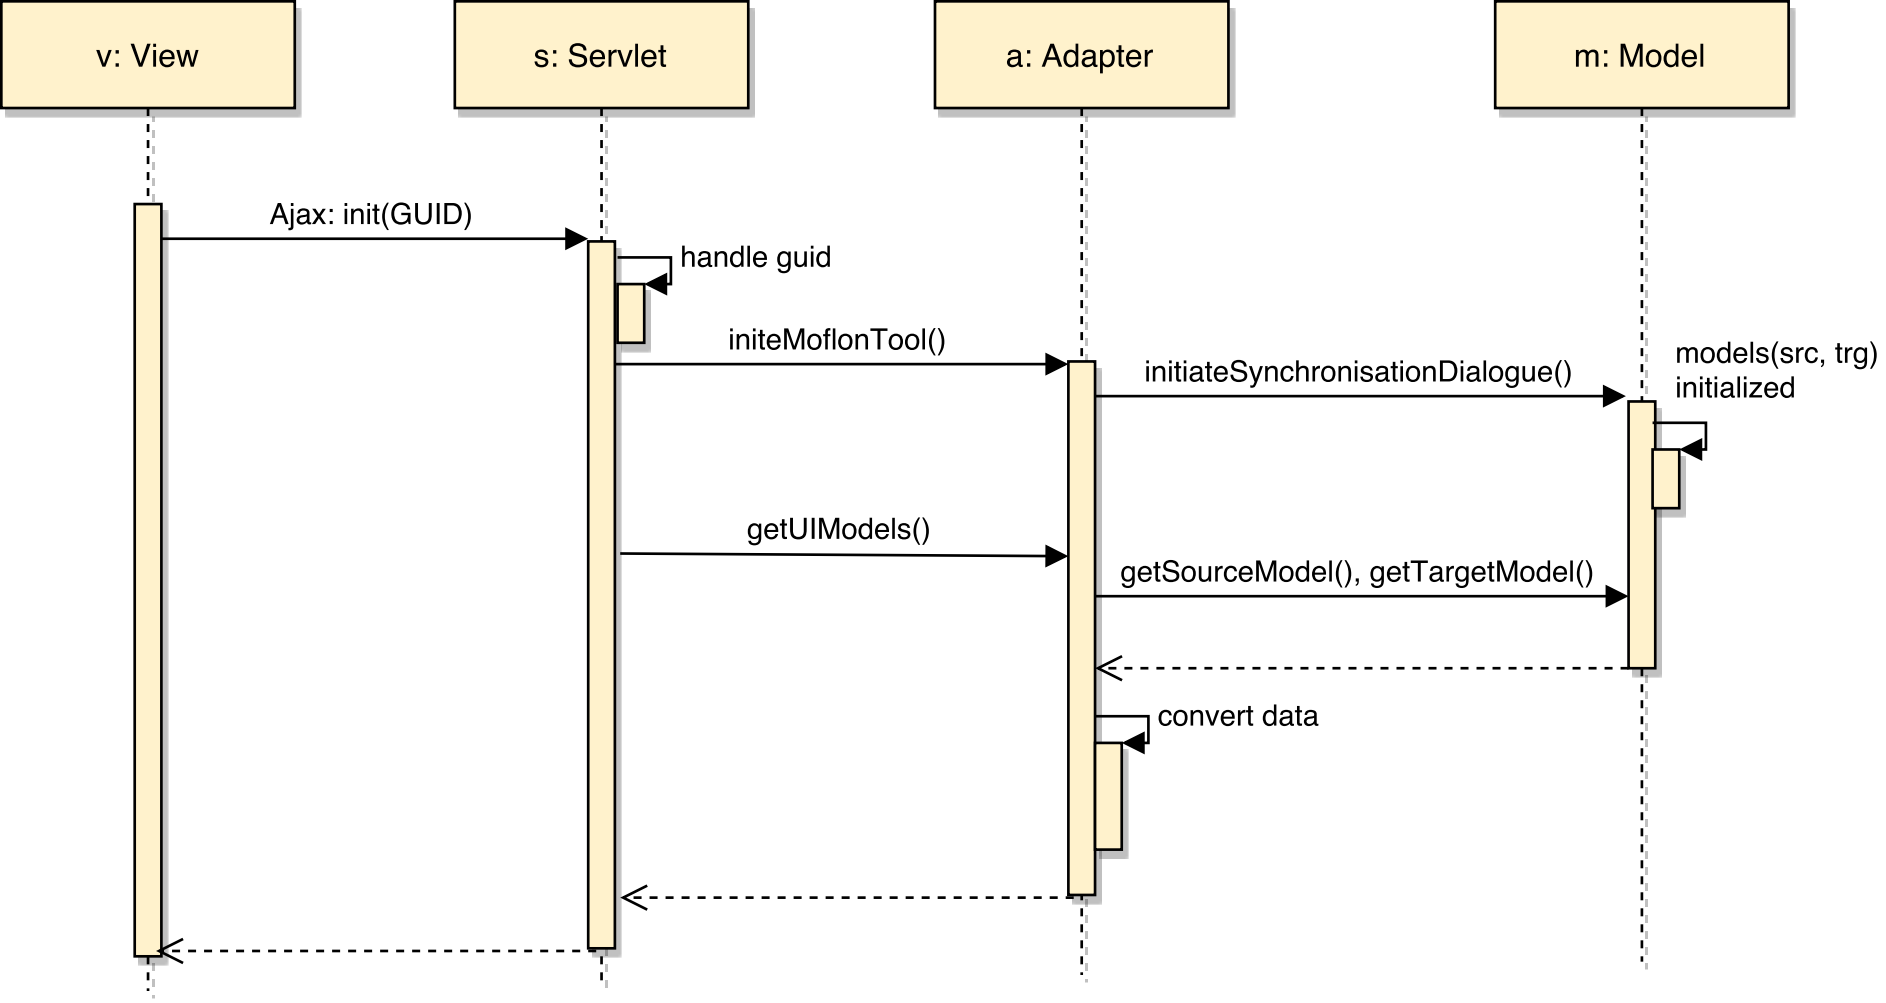 v: View
s: Servlet
a: Adapter
m: Model
Ajax: init(GUID)
handle guid
initeMoflonTool()
initiateSynchronisationDialogue()
models(src, trg)
initialized
getUIModels()
getSourceModel(), getTargetModel()
convert data